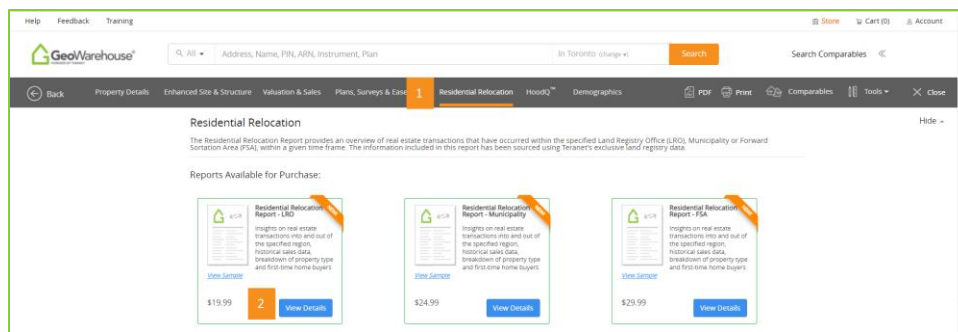 Help Feedback Training
Store Cart (0) Account
GeoWarehouse®
All Address, Name, PIN, ARN, Instrument, Plan In Toronto (change) Search Search Comparables
Back Property Details Enhanced Site & Structure Valuation & Sales Plans, Surveys & Ease 1 Residential Relocation HoodQ™ Demographics PDF Print Comparables Tools Close
Residential Relocation Hide
The Residential Relocation Report provides an overview of real estate transactions that have occurred within the specified Land Registry Office (LRO), Municipality or Forward
Sortation Area (FSA), within a given time frame. The information included in this report has been sourced using Teranet's exclusive land registry data.
Reports Available for Purchase:
Residential Relocation
Report - LRO
Insights on real estate
transactions into and out of
the specified region,
historical sales data,
breakdown of property type
and first-time home buyers
View Sample
$19.99 2 View Details
Residential Relocation
Report - Municipality
Insights on real estate
transactions into and out of
the specified region,
historical sales data,
breakdown of property type
and first-time home buyers
View Sample
$24.99 View Details
Residential Relocation
Report - FSA
Insights on real estate
transactions into and out of
the specified region,
historical sales data,
breakdown of property type
and first-time home buyers
View Sample
$29.99 View Details